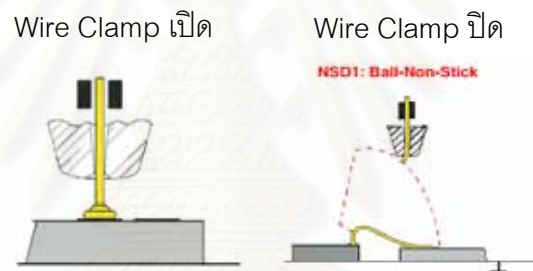 Wire Clamp เปิด
Wire Clamp ปิด
NSD1: Ball-Non-Stick